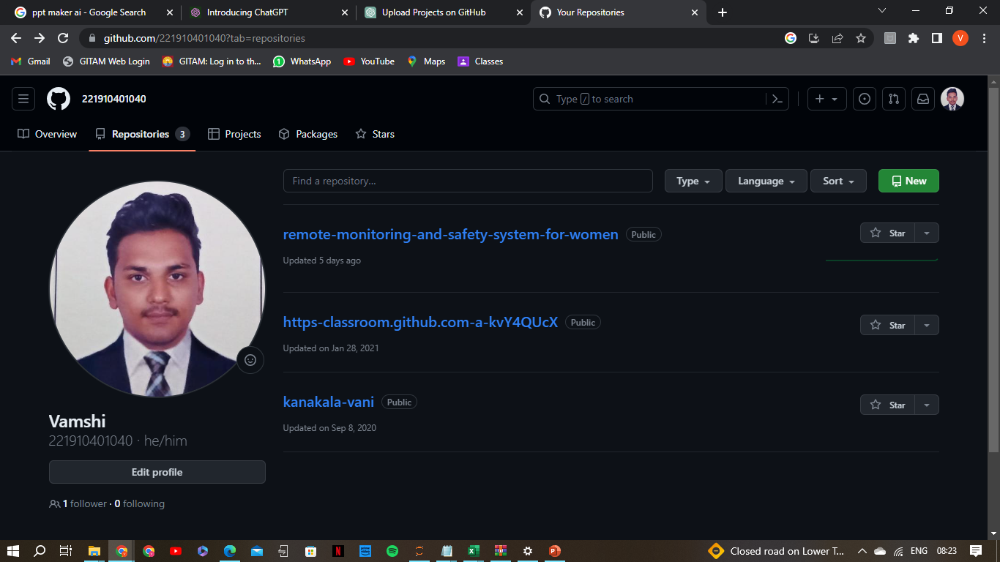 ppt maker ai - Google Search
Introducing ChatGPT
Upload Projects on GitHub
Your Repositories
github.com/221910401040?tab=repositories
V
Gmail
GITAM Web Login
GITAM: Log in to th...
WhatsApp
YouTube
Maps
Classes
221910401040
Type / to search
Overview
Repositories 3
Projects
Packages
Stars
Find a repository...
Type
Language
Sort
New
remote-monitoring-and-safety-system-for-women Public
Star
Updated 5 days ago
https-classroom.github.com-a-kvY4QUcX Public
Star
Updated on Jan 28, 2021
kanakala-vani Public
Star
Updated on Sep 8, 2020
Vamshi
221910401040 · he/him
Edit profile
1 follower · 0 following
Closed road on Lower T...
ENG
08:23